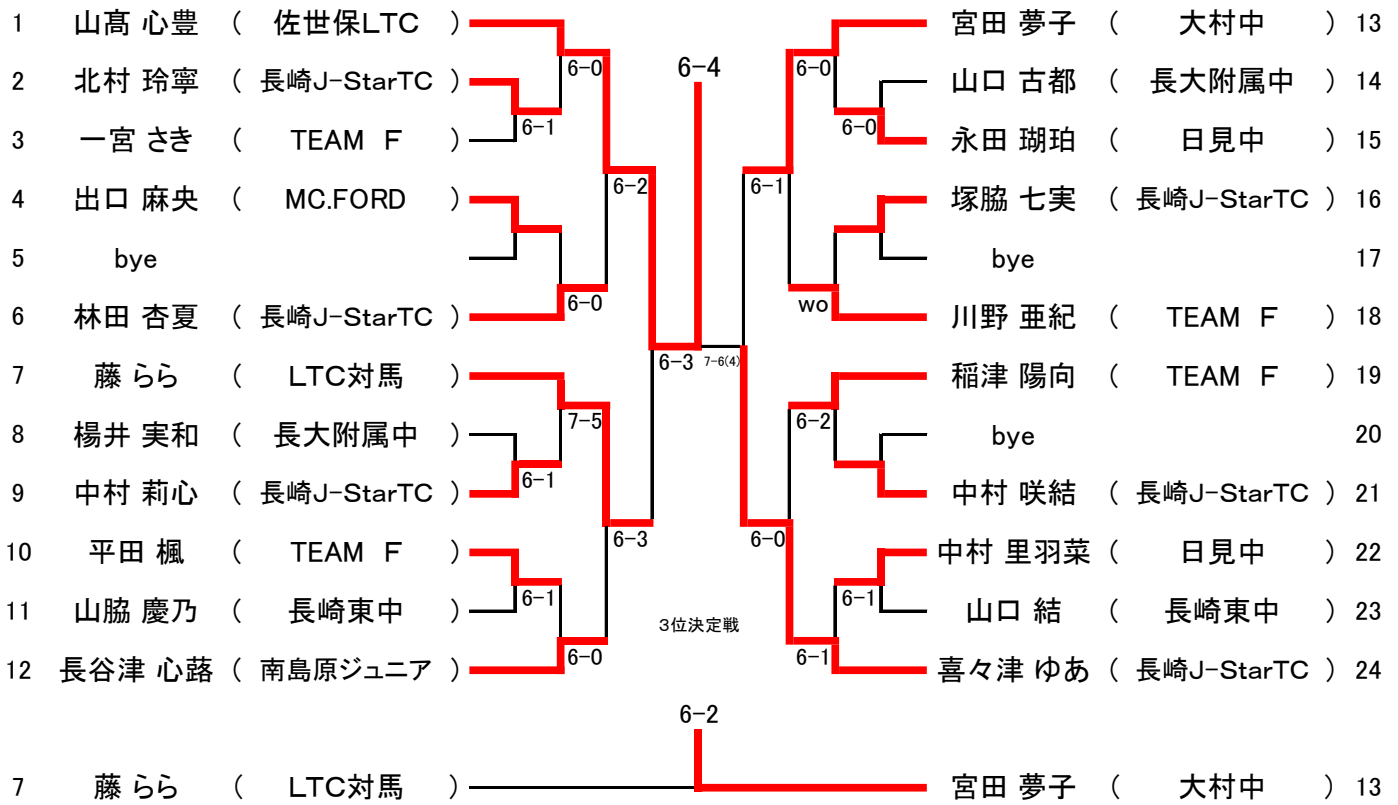 1 山髙 心豊 ( 佐世保LTC ) 宮田 夢子 ( 大村中 ) 13
6-0 6-4 6-0
2 北村 玲寧 ( 長崎J-StarTC ) 山口 古都 ( 長大附属中 ) 14
6-1 6-0
3 一宮 さき ( TEAM F ) 永田 瑚珀 ( 日見中 ) 15
6-2 6-1
4 出口 麻央 ( MC.FORD ) 塚脇 七実 ( 長崎J-StarTC ) 16
5 bye bye 17
6-0 wo
6 林田 杏夏 ( 長崎J-StarTC ) 川野 亜紀 ( TEAM F ) 18
6-3 7-6(4)
7 藤 らら ( LTC対馬 ) 稲津 陽向 ( TEAM F ) 19
7-5 6-2
8 楊井 実和 ( 長大附属中 ) bye 20
6-1
9 中村 莉心 ( 長崎J-StarTC ) 中村 咲結 ( 長崎J-StarTC ) 21
6-3 6-0
10 平田 楓 ( TEAM F ) 中村 里羽菜 ( 日見中 ) 22
6-1 6-1
11 山脇 慶乃 ( 長崎東中 ) 山口 結 ( 長崎東中 ) 23
3位決定戦
6-0 6-1
12 長谷津 心蕗 ( 南島原ジュニア ) 喜々津 ゆあ ( 長崎J-StarTC ) 24
6-2
7 藤 らら ( LTC対馬 ) 宮田 夢子 ( 大村中 ) 13